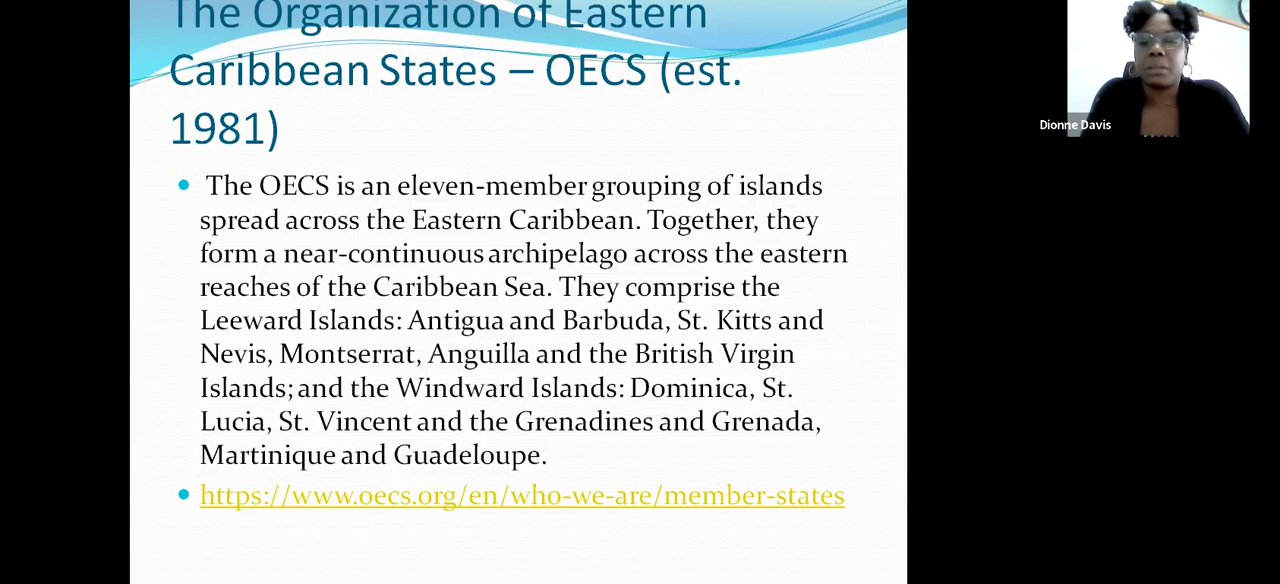 The Organization of Eastern
Caribbean States – OECS (est.
1981)
The OECS is an eleven-member grouping of islands
spread across the Eastern Caribbean. Together, they
form a near-continuous archipelago across the eastern
reaches of the Caribbean Sea. They comprise the
Leeward Islands: Antigua and Barbuda, St. Kitts and
Nevis, Montserrat, Anguilla and the British Virgin
Islands; and the Windward Islands: Dominica, St.
Lucia, St. Vincent and the Grenadines and Grenada,
Martinique and Guadeloupe.
https://www.oecs.org/en/who-we-are/member-states
Dionne Davis